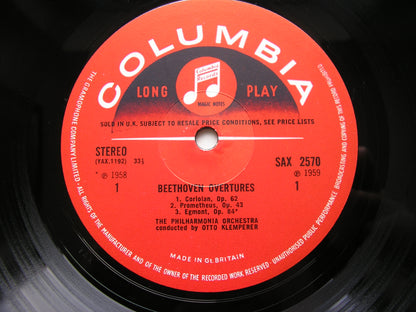 COLUMBIA
Columbia
Records
MAGIC NOTES
LONG PLAY
SOLD IN U.K. SUBJECT TO RESALE PRICE CONDITIONS, SEE PRICE LISTS
STEREO
(YAX.1192) 33⅓
SAX 2570
℗ 1958
℗ 1959
1
1
BEETHOVEN OVERTURES
1. Coriolan, Op. 62
2. Prometheus, Op. 43
3. Egmont, Op. 84*
THE PHILHARMONIA ORCHESTRA
conducted by OTTO KLEMPERER
MADE IN GT. BRITAIN
THE GRAMOPHONE COMPANY LIMITED. ALL RIGHTS OF THE MANUFACTURER AND OF THE OWNER OF THE RECORDED WORK RESERVED. UNAUTHORISED PUBLIC PERFORMANCE, BROADCASTING AND COPYING OF THIS RECORD PROHIBITED